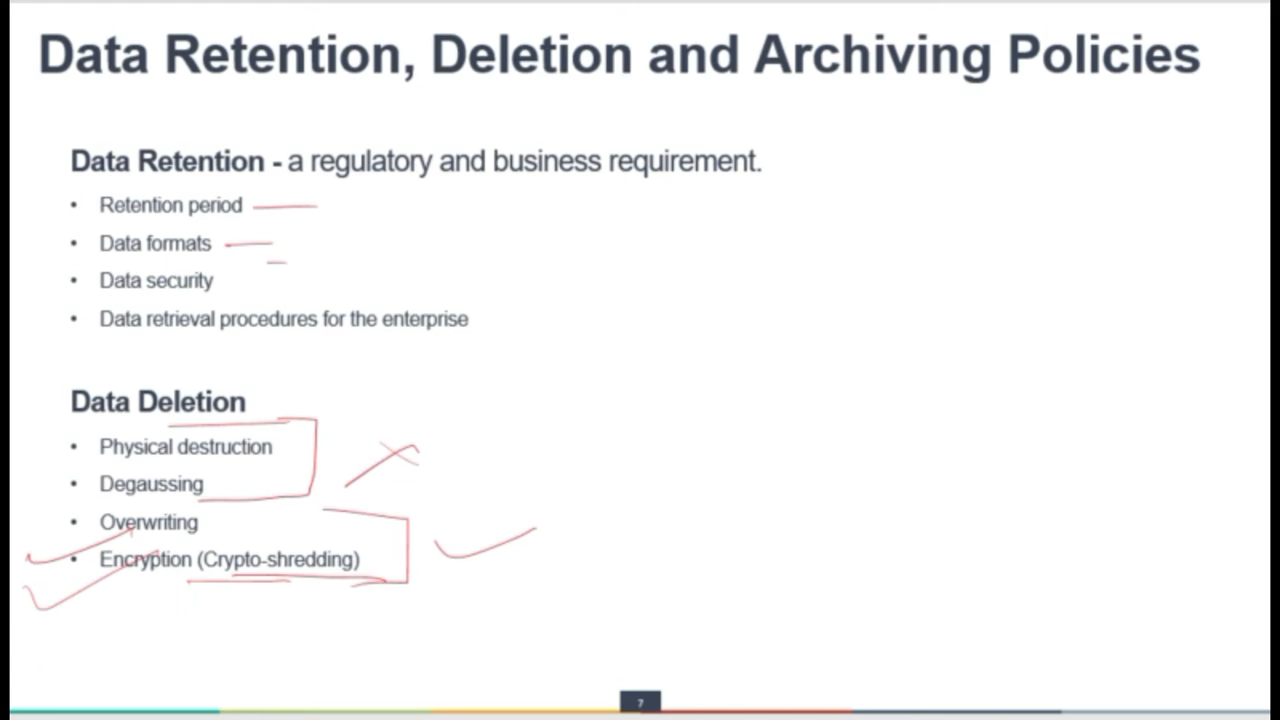 Data Retention, Deletion and Archiving Policies
Data Retention - a regulatory and business requirement.
• Retention period
• Data formats
• Data security
• Data retrieval procedures for the enterprise
Data Deletion
• Physical destruction
• Degaussing
• Overwriting
• Encryption (Crypto-shredding)
7